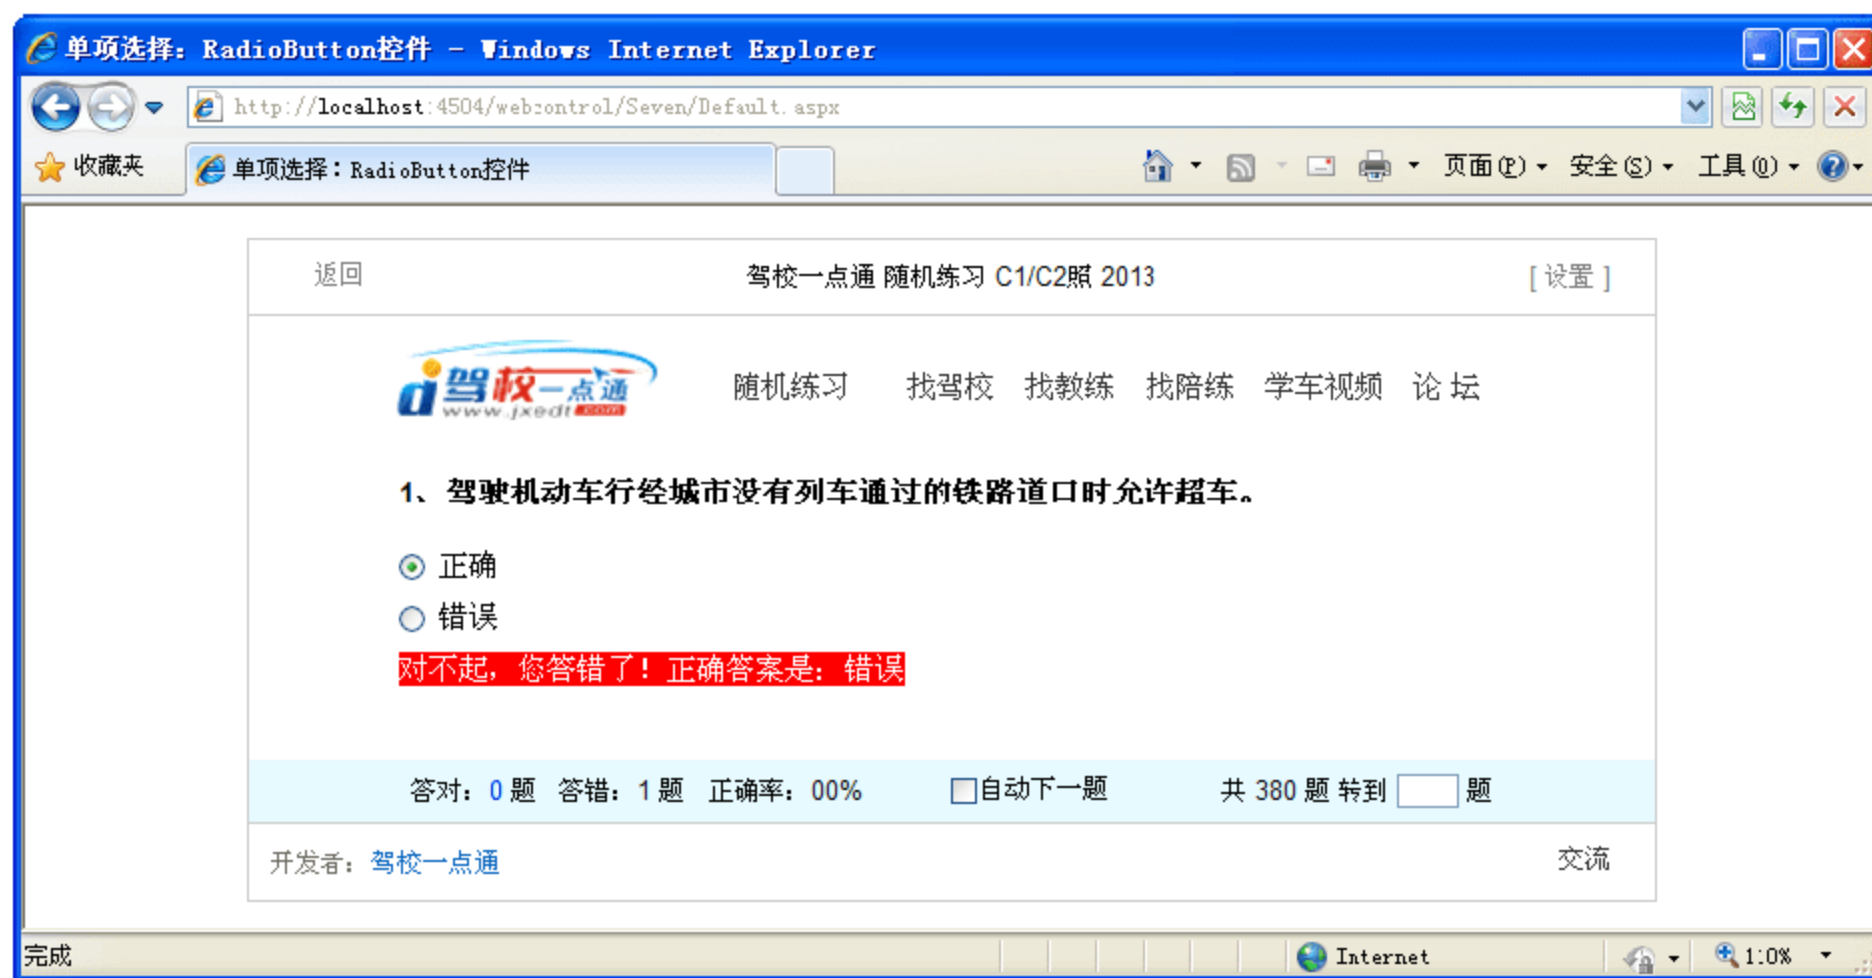 单项选择：RadioButton控件 - Windows Internet Explorer
http://localhost:4504/webcontrol/Seven/Default.aspx
收藏夹 单项选择：RadioButton控件 页面(P) 安全(S) 工具(O)
返回 驾校一点通 随机练习 C1/C2照 2013 [ 设置 ]
驾校一点通 随机练习 找驾校 找教练 找陪练 学车视频 论 坛
www.jxedt.com
1、驾驶机动车行经城市没有列车通过的铁路道口时允许超车。
正确
错误
对不起，您答错了！正确答案是：错误
答对：0 题 答错：1 题 正确率：00% 自动下一题 共 380 题 转到 题
开发者：驾校一点通 交流
完成 Internet